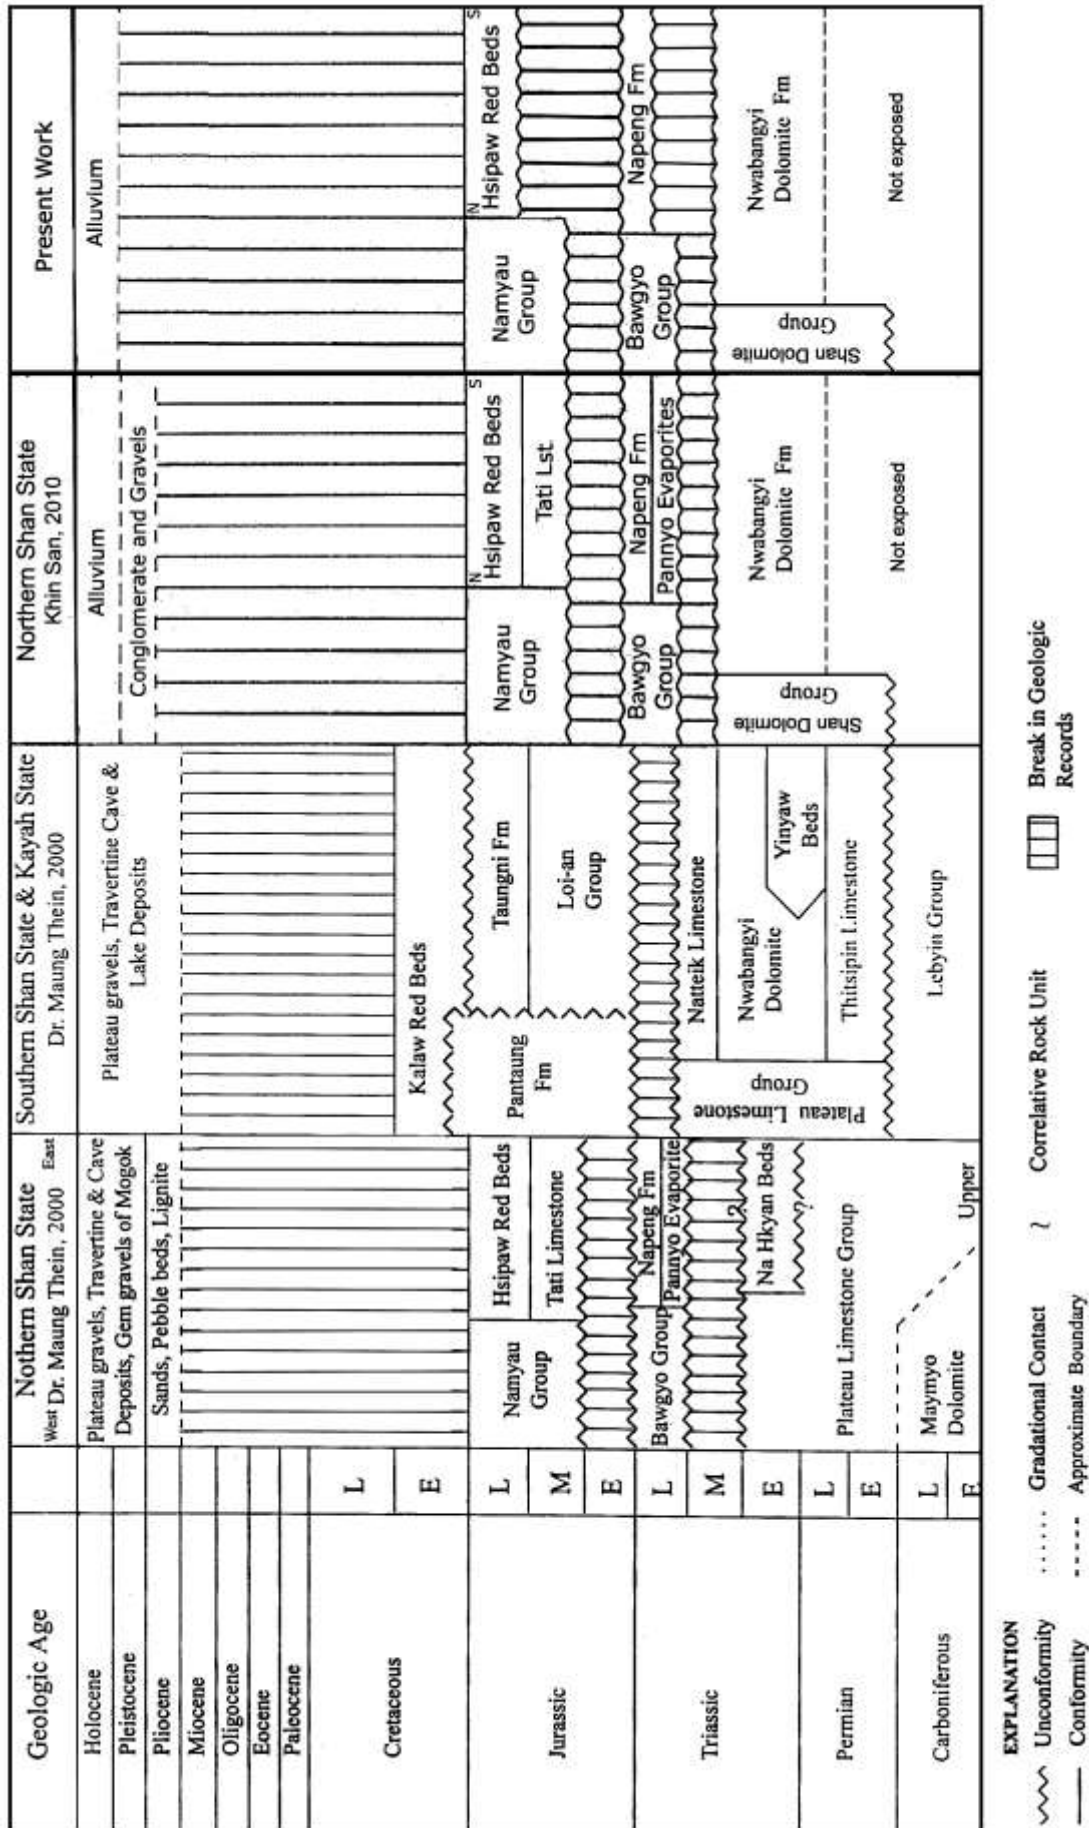 Geologic Age
Nothern Shan State
West Dr. Maung Thein, 2000 East
Southern Shan State & Kayah State
Dr. Maung Thein, 2000
Northern Shan State
Khin San, 2010
Present Work
Holocene
Plateau gravels, Travertine & Cave
Deposits, Gem gravels of Mogok
Plateau gravels, Travertine Cave &
Lake Deposits
Alluvium
Alluvium
Pleistocene
Conglomerate and Gravels
Pliocene
Sands, Pebble beds, Lignite
Miocene
Oligocene
Eocene
Paleocene
Cretaceous
L
E
Kalaw Red Beds
Jurassic
L
M
E
Namyau
Group
Hsipaw Red Beds
Tati Limestone
Pantaung
Fm
Taungni Fm
Loi-an
Group
Namyau
Group
N
S
Hsipaw Red Beds
Tati Lst
Namyau
Group
N
S
Hsipaw Red Beds
Triassic
L
M
E
Bawgyo Group
Napeng Fm
Pannyo Evaporite
?
Na Hkyan Beds
?
Natteik Limestone
Nwabangyi
Dolomite
Yinyaw
Beds
Plateau Limestone
Group
Bawgyo
Group
Napeng Fm
Pannyo Evaporites
Nwabangyi
Dolomite Fm
Shan Dolomite
Group
Bawgyo
Group
Napeng Fm
Nwabangyi
Dolomite Fm
Shan Dolomite
Group
Permian
L
E
Plateau Limestone Group
Thitsipin Limestone
Not exposed
Not exposed
Carboniferous
L
E
Maymyo
Dolomite
Upper
Lebyin Group
EXPLANATION
Unconformity
Gradational Contact
Correlative Rock Unit
Break in Geologic
Records
Conformity
Approximate Boundary